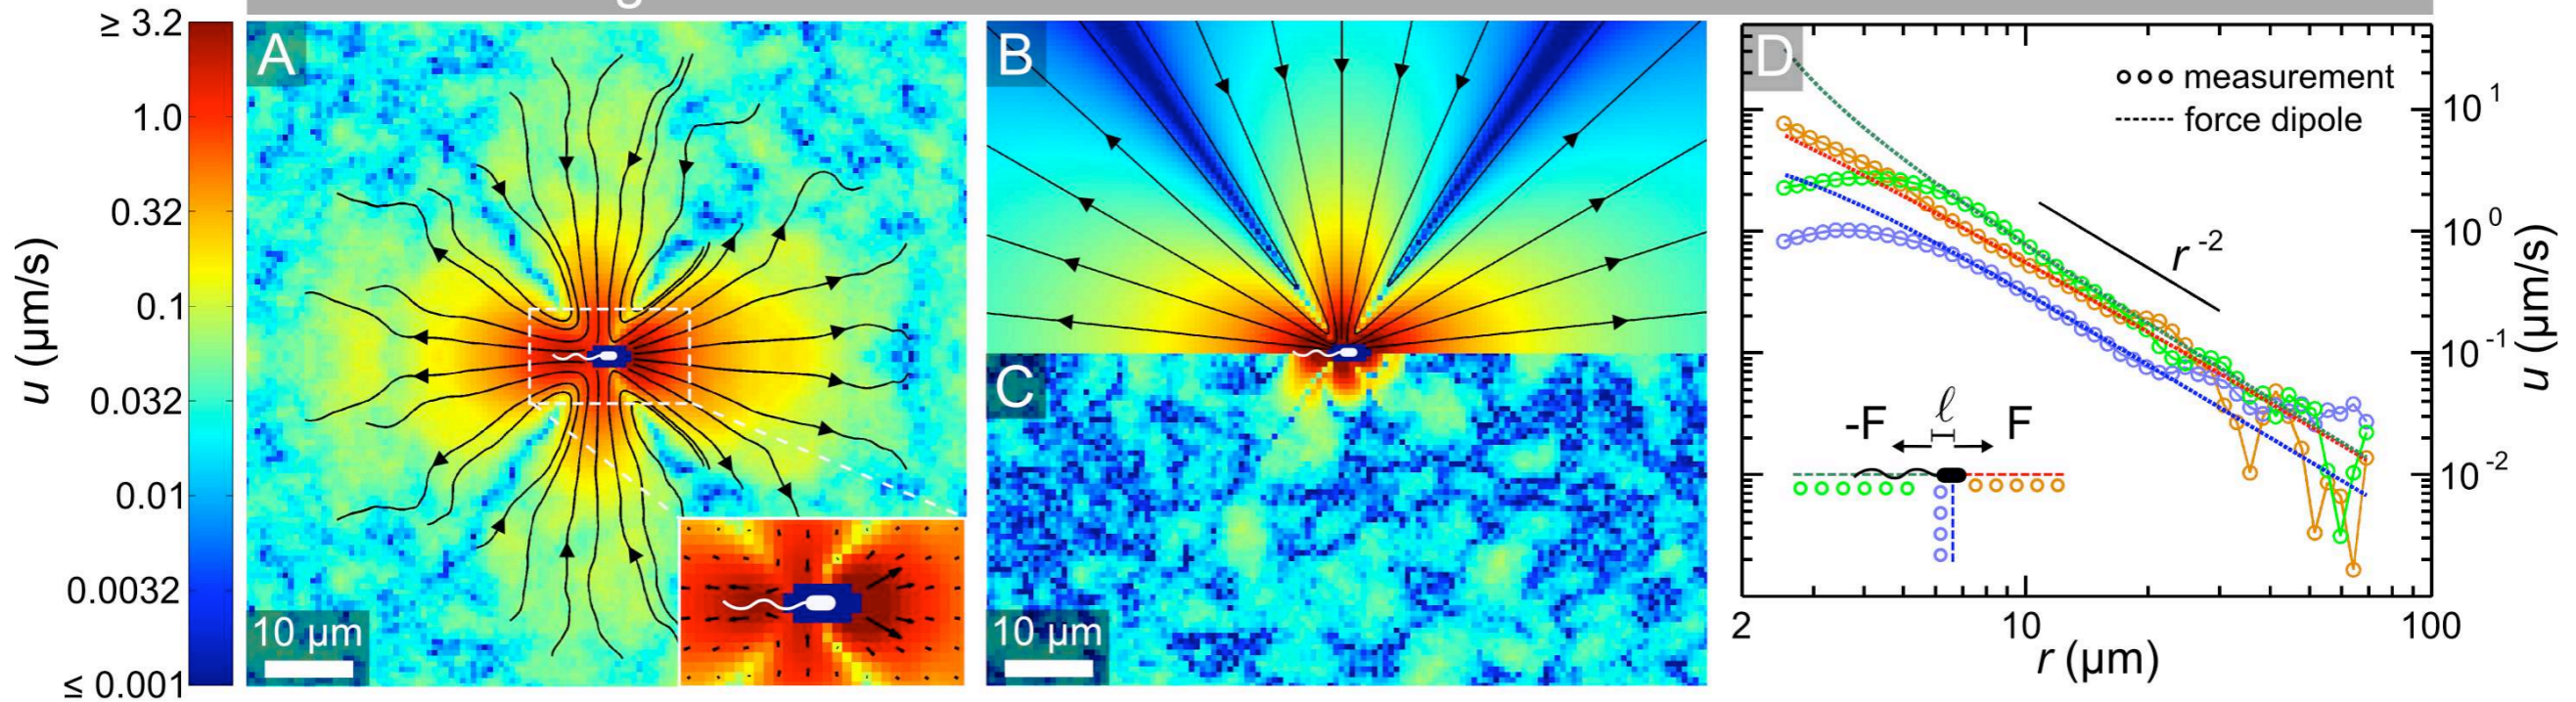 ≥ 3.2
1.0
0.32
0.1
0.032
0.01
0.0032
≤ 0.001
u (μm/s)
A
10 μm
B
C
10 μm
D
ooo measurement
------ force dipole
r -2
-F ℓ F
10 1
10 0
10 -1
10 -2
u (μm/s)
2 10 100
r (μm)